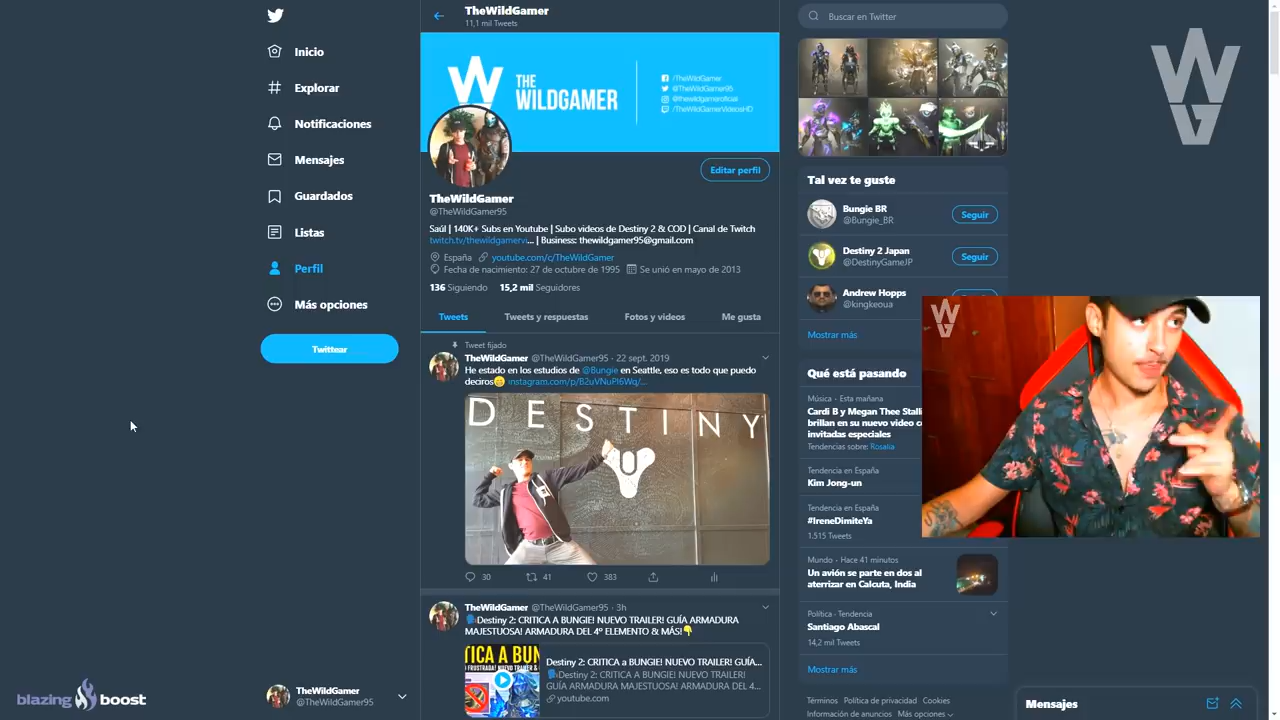 Inicio
Explorar
Notificaciones
Mensajes
Guardados
Listas
Perfil
Más opciones
Twittear
TheWildGamer
@TheWildGamer95
blazing boost
TheWildGamer
11,1 mil Tweets
W THE
WILDGAMER
/TheWildGamer
@TheWildGamer95
@thewildgameroficial
/TheWildGamerVideosHD
Editar perfil
TheWildGamer
@TheWildGamer95
Saúl | 140K+ Subs en Youtube | Subo videos de Destiny 2 & COD | Canal de Twitch
twitch.tv/thewildgamerv... | Business: thewildgamer95@gmail.com
España youtube.com/c/TheWildGamer
Fecha de nacimiento: 27 de octubre de 1995 Se unió en mayo de 2013
136 Siguiendo 15,2 mil Seguidores
Tweets Tweets y respuestas Fotos y videos Me gusta
Tweet fijado
TheWildGamer @TheWildGamer95 · 22 sept. 2019
He estado en los estudios de @Bungie en Seattle, eso es todo que puedo
deciros instagram.com/p/B2uVNuPl6Wq/...
DESTINY
30 41 383
TheWildGamer @TheWildGamer95 · 3h
Destiny 2: CRITICA A BUNGIE! NUEVO TRAILER! GUÍA ARMADURA
MAJESTUOSA! ARMADURA DEL 4º ELEMENTO & MÁS!
Destiny 2: CRITICA a BUNGIE! NUEVO TRAILER! GUÍA...
Destiny 2: CRITICA a BUNGIE! NUEVO TRAILER!
GUÍA ARMADURA MAJESTUOSA! ARMADURA DEL 4...
youtube.com
Buscar en Twitter
Tal vez te guste
Bungie BR
@Bungie_BR
Seguir
Destiny 2 Japan
@DestinyGameJP
Seguir
Andrew Hopps
@kingkeoua
Mostrar más
Qué está pasando
Música · Esta mañana
Cardi B y Megan Thee Stalli
brillan en su nuevo video c
invitadas especiales
Tendencias sobre: Rosalia
Tendencia en España
Kim Jong-un
Tendencia en España
#IreneDimiteYa
1.515 Tweets
Mundo · Hace 41 minutos
Un avión se parte en dos al
aterrizar en Calcuta, India
Política · Tendencia
Santiago Abascal
14,2 mil Tweets
Mostrar más
Términos Política de privacidad Cookies
Información de anuncios Más opciones
WG
W
Mensajes